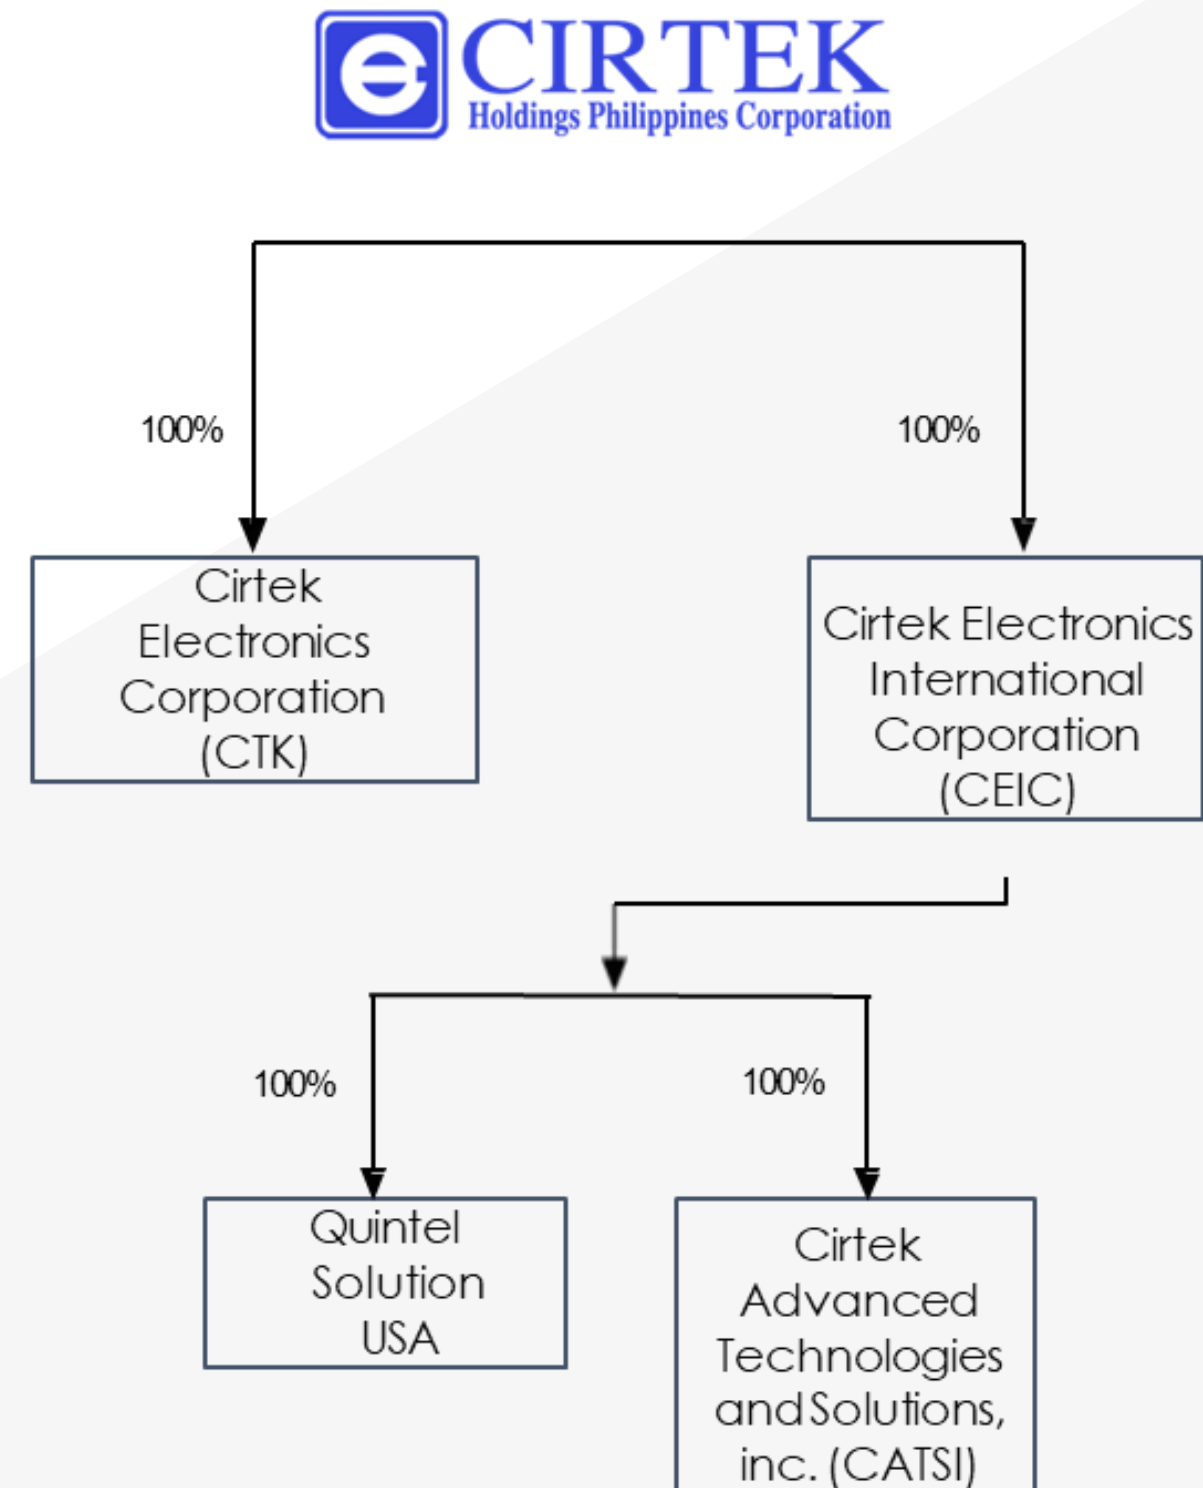 CIRTEK
Holdings Philippines Corporation
100%
100%
Cirtek
Electronics
Corporation
(CTK)
Cirtek Electronics
International
Corporation
(CEIC)
100%
100%
Quintel
Solution
USA
Cirtek
Advanced
Technologies
and Solutions,
inc. (CATSI)